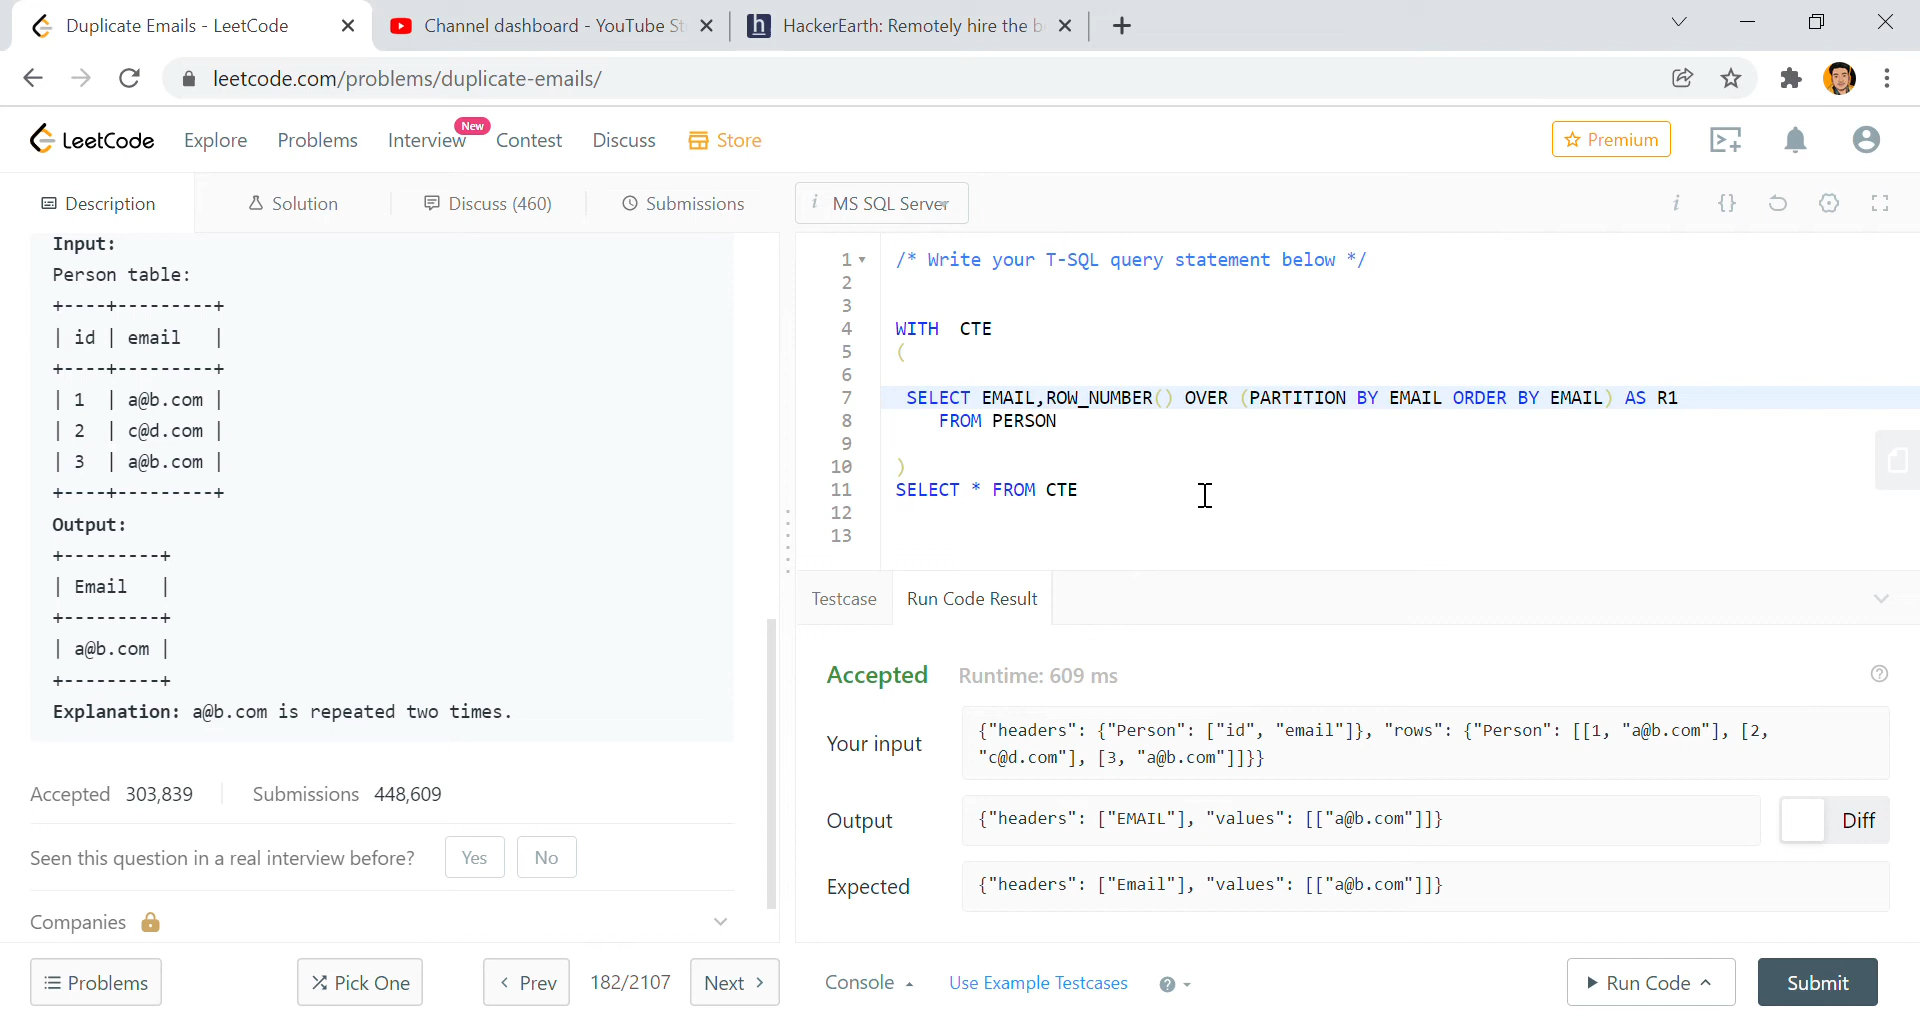 Duplicate Emails - LeetCode
Channel dashboard - YouTube St
HackerEarth: Remotely hire the b
leetcode.com/problems/duplicate-emails/
LeetCode
Explore
Problems
Interview
New
Contest
Discuss
Store
Premium
Description
Solution
Discuss (460)
Submissions
i MS SQL Server
Input:
Person table:
+----+---------+
| id | email   |
+----+---------+
| 1  | a@b.com |
| 2  | c@d.com |
| 3  | a@b.com |
+----+---------+
Output:
+---------+
| Email   |
+---------+
| a@b.com |
+---------+
Explanation: a@b.com is repeated two times.
Accepted 303,839
Submissions 448,609
Seen this question in a real interview before?
Yes
No
Companies
Problems
Pick One
< Prev
182/2107
Next >
1 /* Write your T-SQL query statement below */
2
3
4 WITH  CTE
5 (
6
7 SELECT EMAIL,ROW_NUMBER() OVER (PARTITION BY EMAIL ORDER BY EMAIL) AS R1
8 FROM PERSON
9
10 )
11 SELECT * FROM CTE
12
13
Testcase
Run Code Result
Accepted
Runtime: 609 ms
Your input
{"headers": {"Person": ["id", "email"]}, "rows": {"Person": [[1, "a@b.com"], [2,
"c@d.com"], [3, "a@b.com"]]}}
Output
{"headers": ["EMAIL"], "values": [["a@b.com"]]}
Diff
Expected
{"headers": ["Email"], "values": [["a@b.com"]]}
Console
Use Example Testcases
Run Code
Submit